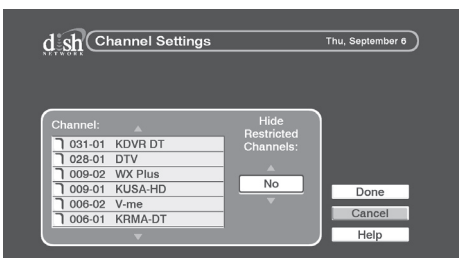 dish
NETWORK
Channel Settings
Thu, September 6
Channel:
031-01 KDVR DT
028-01 DTV
009-02 WX Plus
009-01 KUSA-HD
006-02 V-me
006-01 KRMA-DT
Hide
Restricted
Channels:
No
Done
Cancel
Help